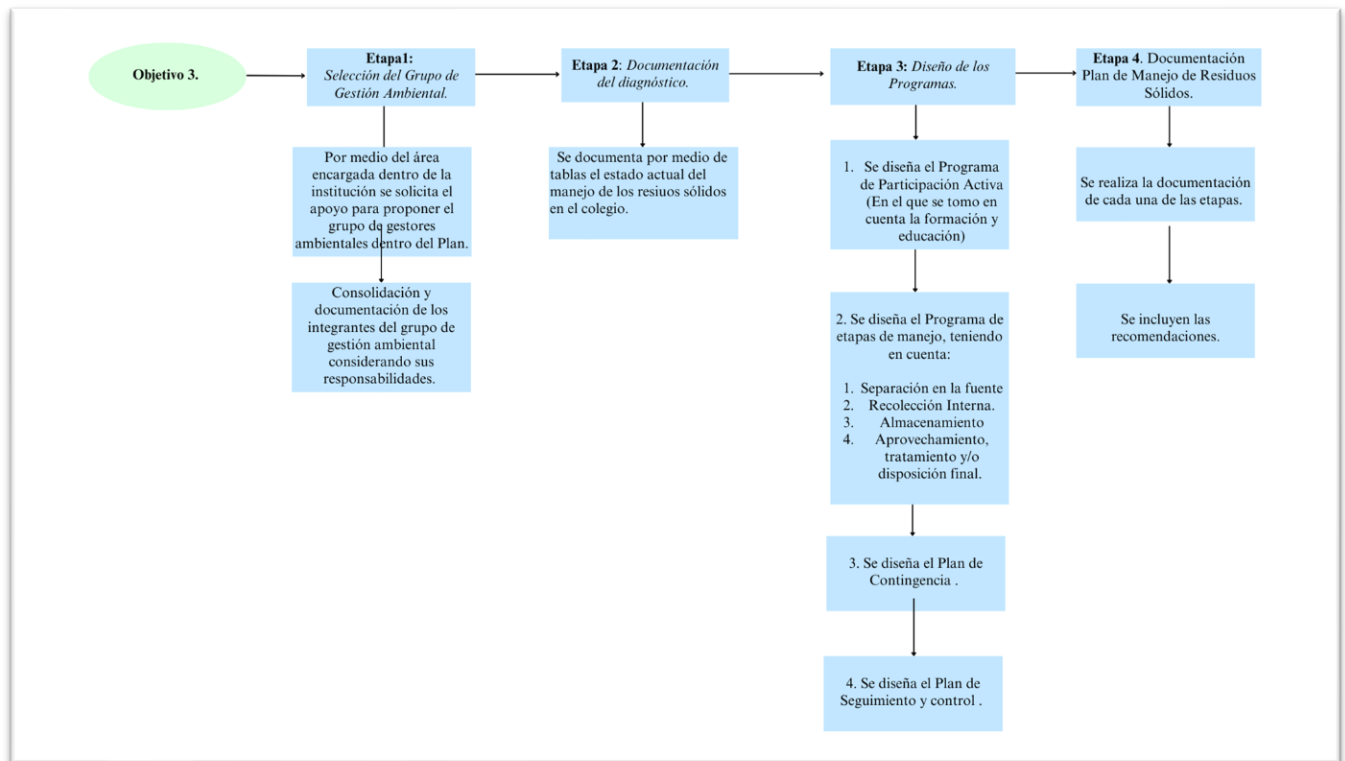 Objetivo 3.
Etapa1:
Selección del Grupo de
Gestión Ambiental.
Por medio del área
encargada dentro de la
institución se solicita el
apoyo para proponer el
grupo de gestores
ambientales dentro del Plan.
Consolidación y
documentación de los
integrantes del grupo de
gestión ambiental
considerando sus
responsabilidades.
Etapa 2: Documentación
del diagnóstico.
Se documenta por medio de
tablas el estado actual del
manejo de los resiuos sólidos
en el colegio.
Etapa 3: Diseño de los
Programas.
1. Se diseña el Programa
de Participación Activa
(En el que se tomo en
cuenta la formación y
educación)
2. Se diseña el Programa de
etapas de manejo, teniendo
en cuenta:
1. Separación en la fuente
2. Recolección Interna.
3. Almacenamiento
4. Aprovechamiento,
tratamiento y/o
disposición final.
3. Se diseña el Plan de
Contingencia .
4. Se diseña el Plan de
Seguimiento y control .
Etapa 4. Documentación
Plan de Manejo de Residuos
Sólidos.
Se realiza la documentación
de cada una de las etapas.
Se incluyen las
recomendaciones.